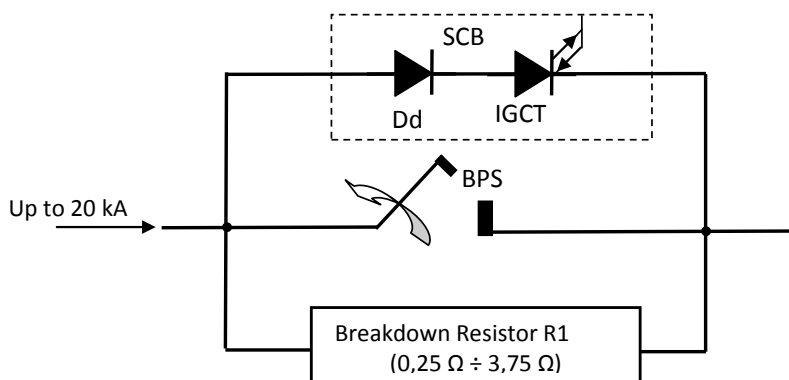 SCB
Dd
IGCT
BPS
Up to 20 kA
Breakdown Resistor R1
(0,25 Ω ÷ 3,75 Ω)